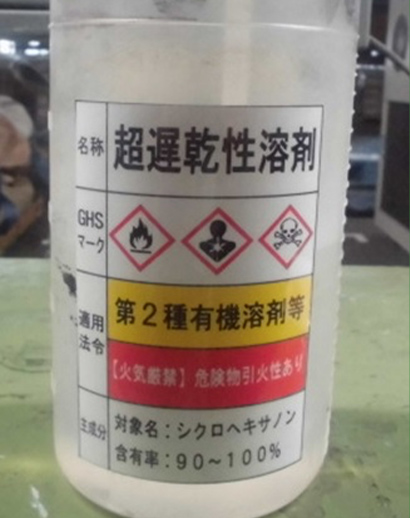 名称 超遅乾性溶剤
GHS
マーク
適用
法令
第2種有機溶剤等
【火気厳禁】危険物引火性あり
主成分
対象名：シクロヘキサノン
含有率：90～100%